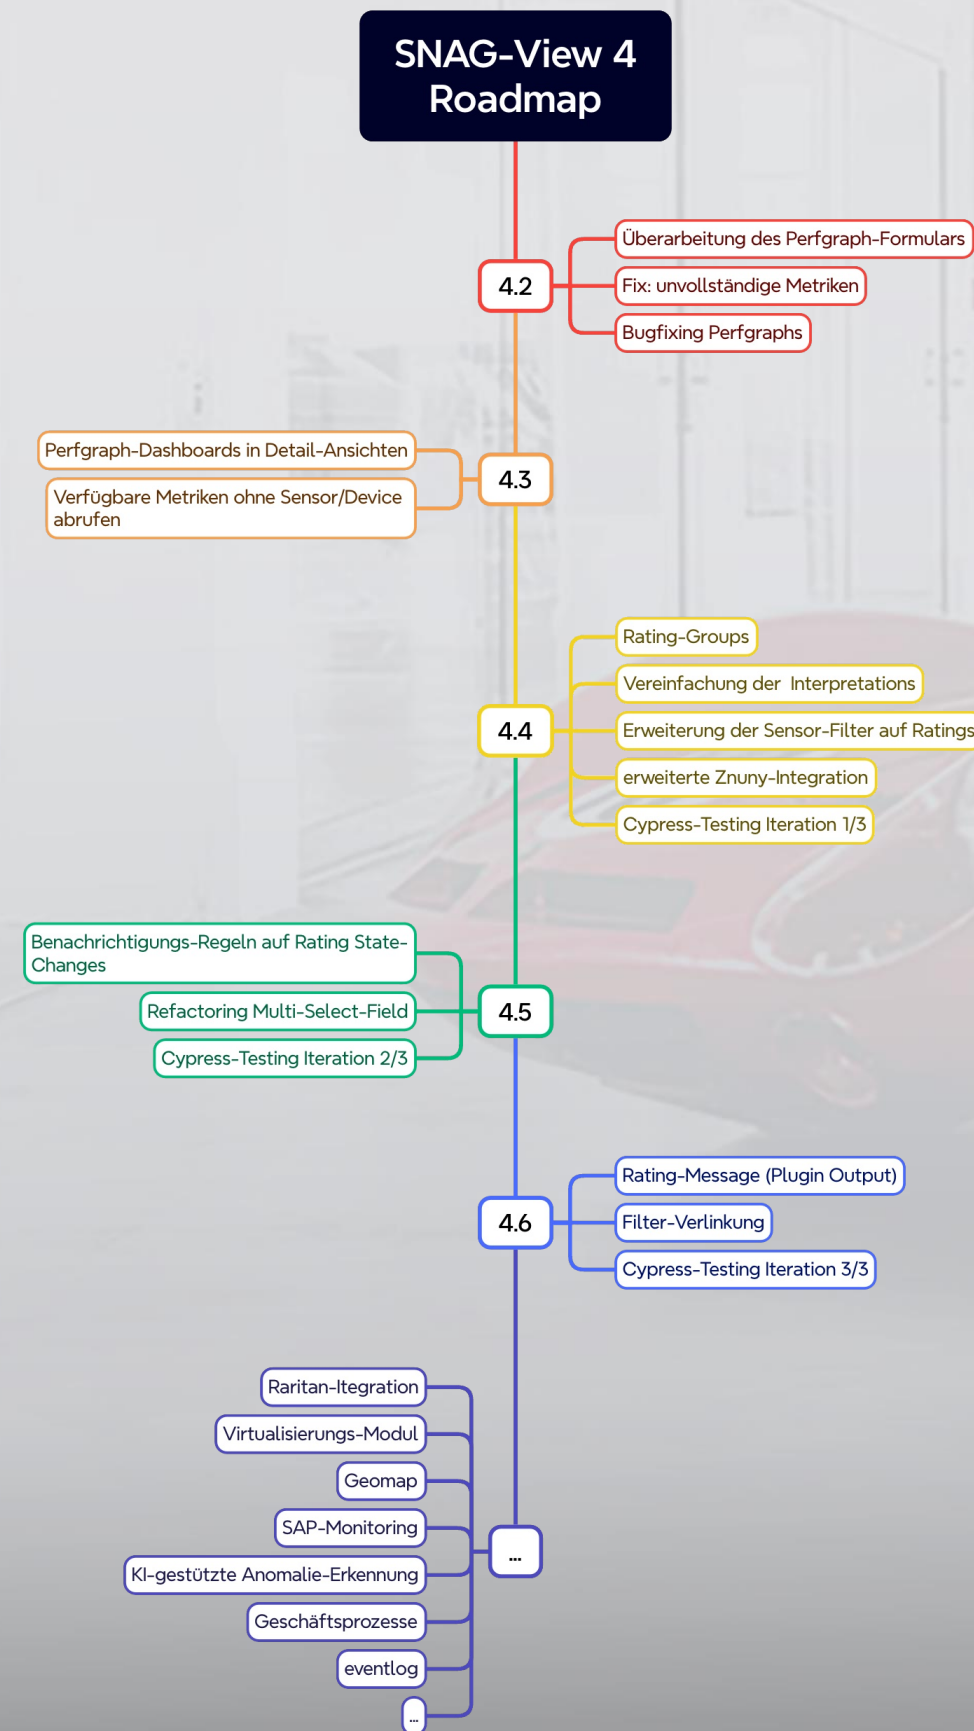 SNAG-View 4
Roadmap
4.2
Überarbeitung des Perfgraph-Formulars
Fix: unvollständige Metriken
Bugfixing Perfgraphs
4.3
Perfgraph-Dashboards in Detail-Ansichten
Verfügbare Metriken ohne Sensor/Device
abrufen
4.4
Rating-Groups
Vereinfachung der  Interpretations
Erweiterung der Sensor-Filter auf Ratings
erweiterte Znuny-Integration
Cypress-Testing Iteration 1/3
4.5
Benachrichtigungs-Regeln auf Rating State-
Changes
Refactoring Multi-Select-Field
Cypress-Testing Iteration 2/3
4.6
Rating-Message (Plugin Output)
Filter-Verlinkung
Cypress-Testing Iteration 3/3
...
Raritan-Itegration
Virtualisierungs-Modul
Geomap
SAP-Monitoring
KI-gestützte Anomalie-Erkennung
Geschäftsprozesse
eventlog
...